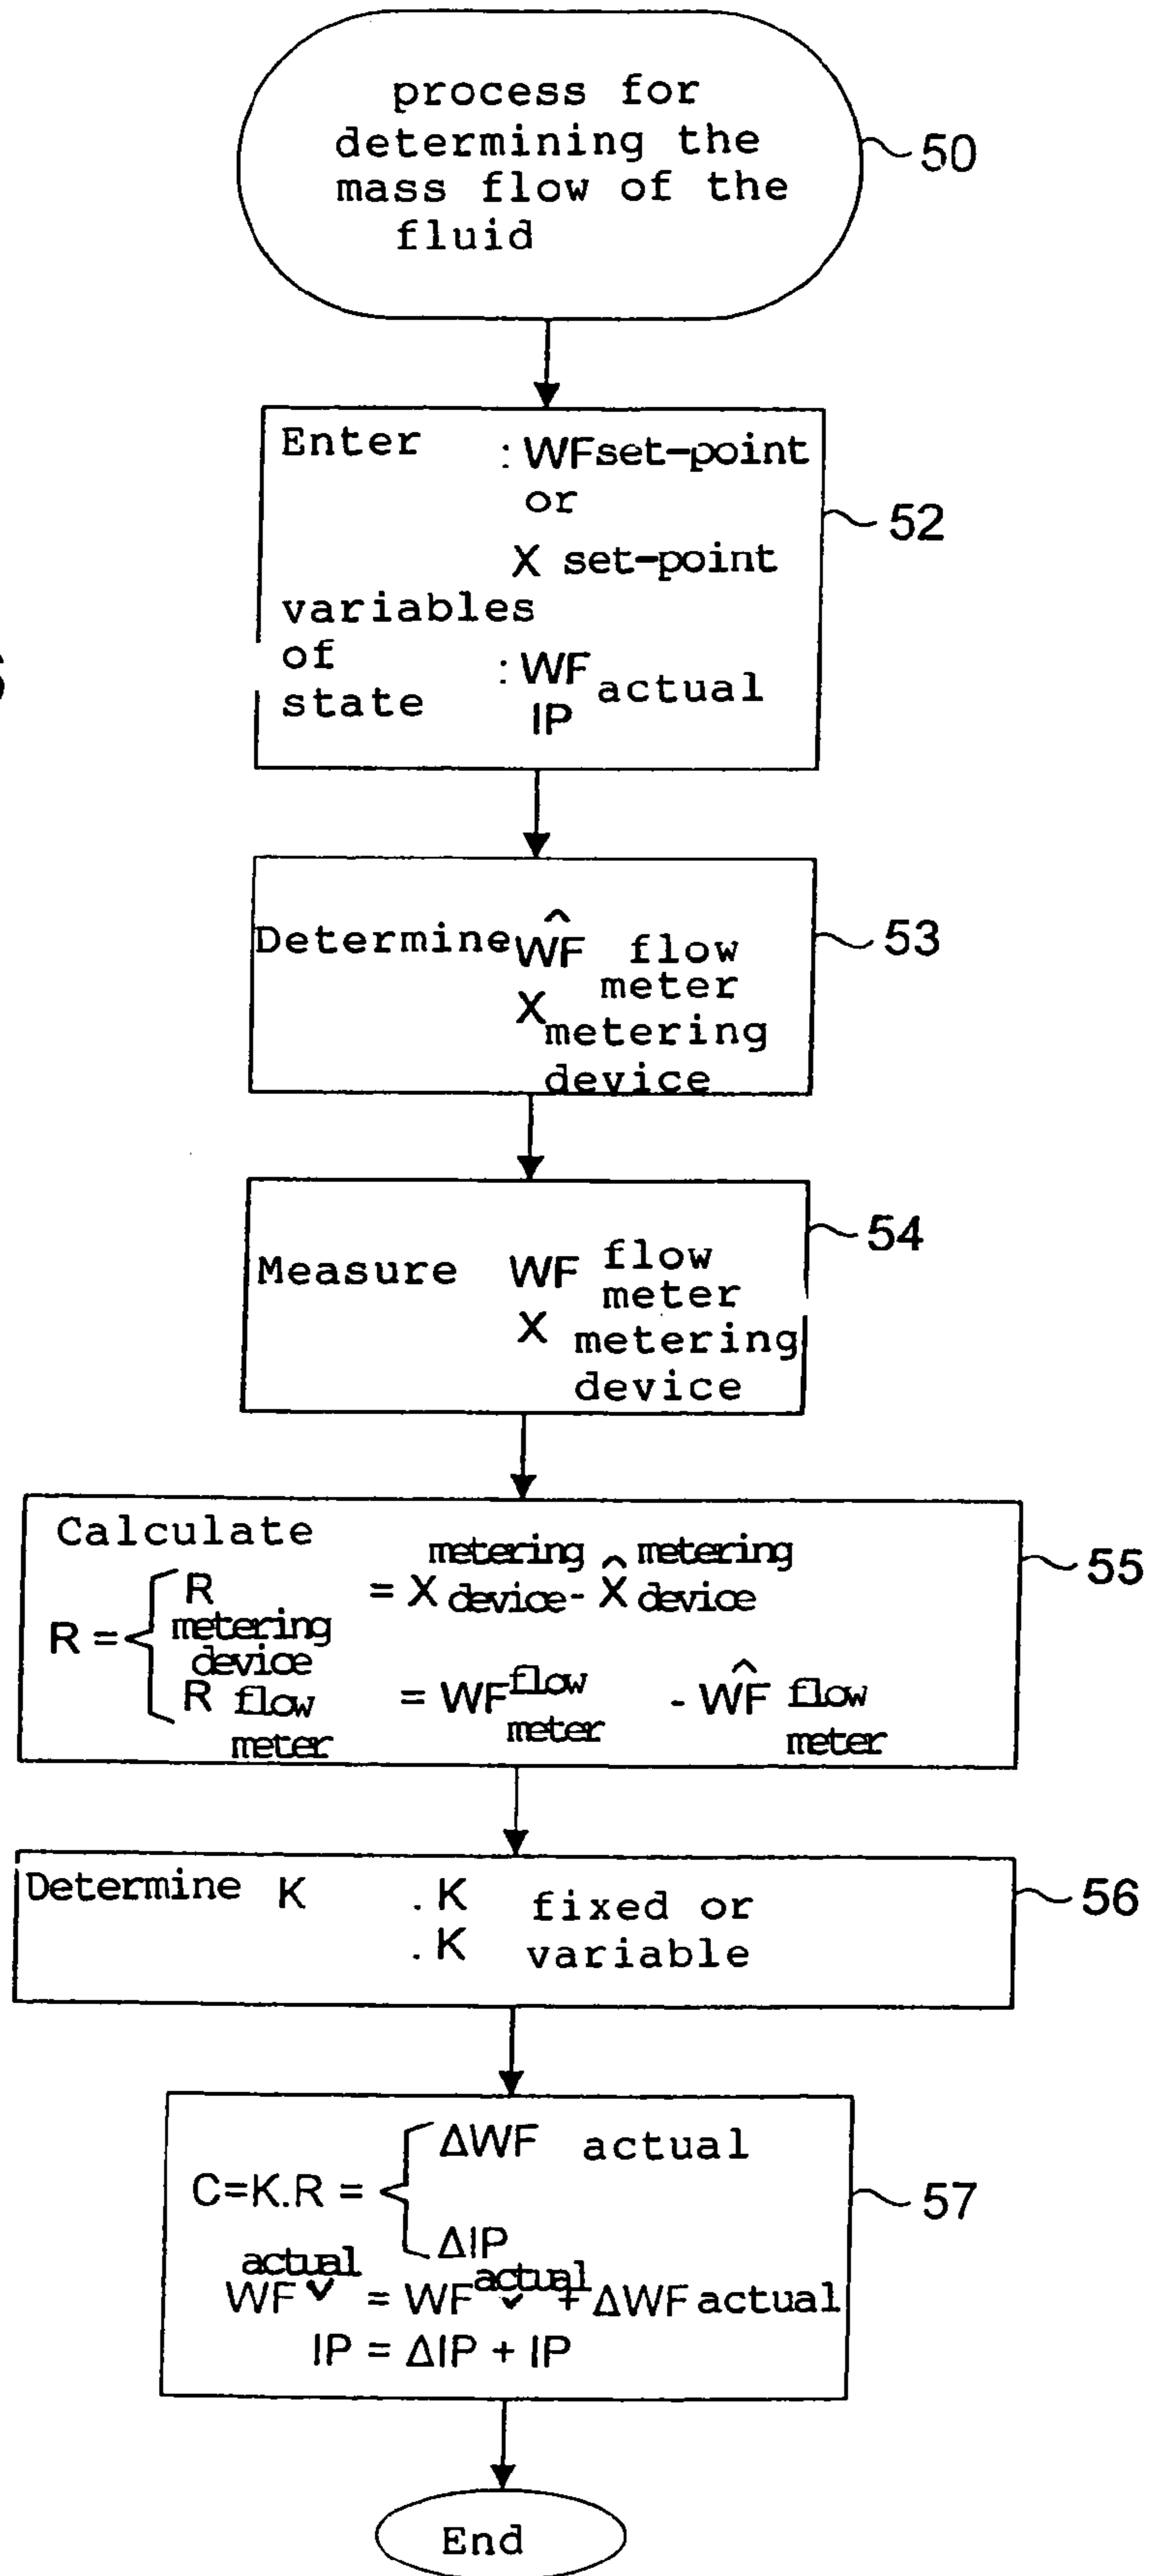 process for
determining the
mass flow of the
fluid
50
Enter : WF set-point
or
X set-point
variables
of
state : WF actual
IP
52
Determine ŴF flow
meter
X metering
device
53
Measure WF flow
meter
X metering
device
54
Calculate
R = { R metering device = X metering device - X̂ metering device
R flow meter = WF flow meter - ŴF flow meter
55
Determine K . K fixed or
. K variable
56
C=K.R = { ΔWF actual
ΔIP
WF actual = WF actual + ΔWF actual
IP = ΔIP + IP
57
End